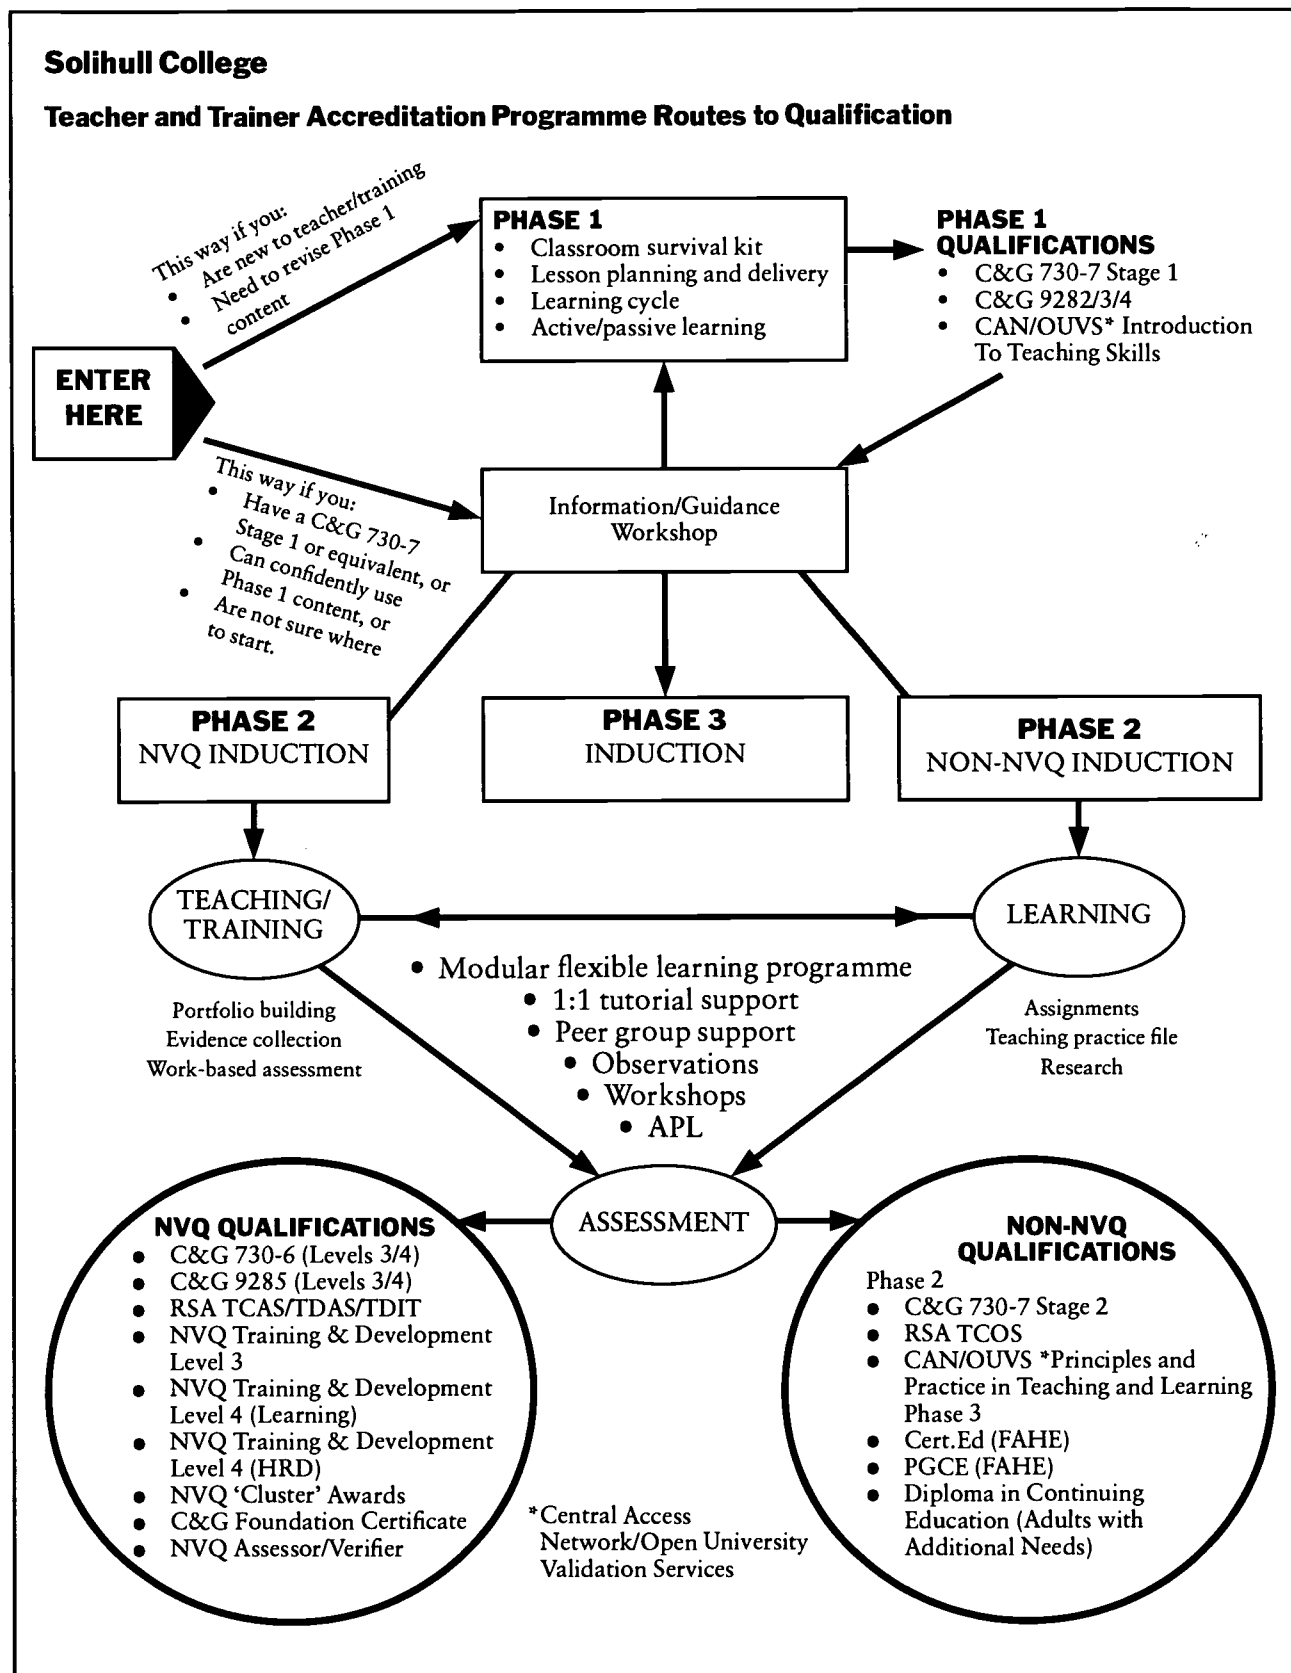 Solihull College
Teacher and Trainer Accreditation Programme Routes to Qualification
This way if you:
• Are new to teacher/training
• Need to revise Phase 1
content
ENTER
HERE
PHASE 1
• Classroom survival kit
• Lesson planning and delivery
• Learning cycle
• Active/passive learning
PHASE 1
QUALIFICATIONS
• C&G 730-7 Stage 1
• C&G 9282/3/4
• CAN/OUVS* Introduction
To Teaching Skills
This way if you:
• Have a C&G 730-7
Stage 1 or equivalent, or
• Can confidently use
Phase 1 content, or
• Are not sure where
to start.
Information/Guidance
Workshop
PHASE 2
NVQ INDUCTION
PHASE 3
INDUCTION
PHASE 2
NON-NVQ INDUCTION
TEACHING/
TRAINING
LEARNING
Portfolio building
Evidence collection
Work-based assessment
• Modular flexible learning programme
• 1:1 tutorial support
• Peer group support
• Observations
• Workshops
• APL
Assignments
Teaching practice file
Research
ASSESSMENT
NVQ QUALIFICATIONS
• C&G 730-6 (Levels 3/4)
• C&G 9285 (Levels 3/4)
• RSA TCAS/TDAS/TDIT
• NVQ Training & Development
Level 3
• NVQ Training & Development
Level 4 (Learning)
• NVQ Training & Development
Level 4 (HRD)
• NVQ 'Cluster' Awards
• C&G Foundation Certificate
• NVQ Assessor/Verifier
*Central Access
Network/Open University
Validation Services
NON-NVQ
QUALIFICATIONS
Phase 2
• C&G 730-7 Stage 2
• RSA TCOS
• CAN/OUVS *Principles and
Practice in Teaching and Learning
Phase 3
• Cert.Ed (FAHE)
• PGCE (FAHE)
• Diploma in Continuing
Education (Adults with
Additional Needs)